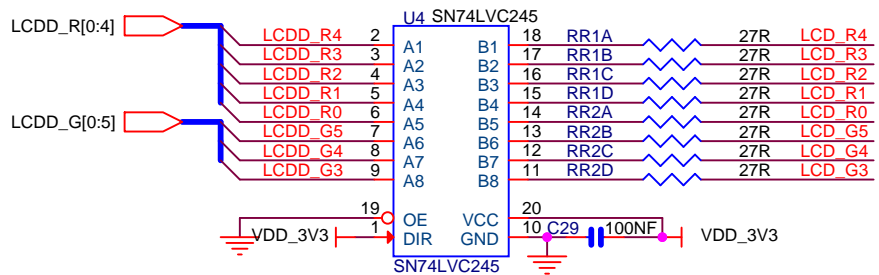 U4 SN74LVC245
LCDD_R[0:4]
LCDD_R4 2 A1 B1 18 RR1A 27R LCD_R4
LCDD_R3 3 A2 B2 17 RR1B 27R LCD_R3
LCDD_R2 4 A3 B3 16 RR1C 27R LCD_R2
LCDD_R1 5 A4 B4 15 RR1D 27R LCD_R1
LCDD_G[0:5] LCDD_R0 6 A5 B5 14 RR2A 27R LCD_R0
LCDD_G5 7 A6 B6 13 RR2B 27R LCD_G5
LCDD_G4 8 A7 B7 12 RR2C 27R LCD_G4
LCDD_G3 9 A8 B8 11 RR2D 27R LCD_G3
19 OE VCC 20
VDD_3V3 1 DIR GND 10 C29 100NF VDD_3V3
SN74LVC245